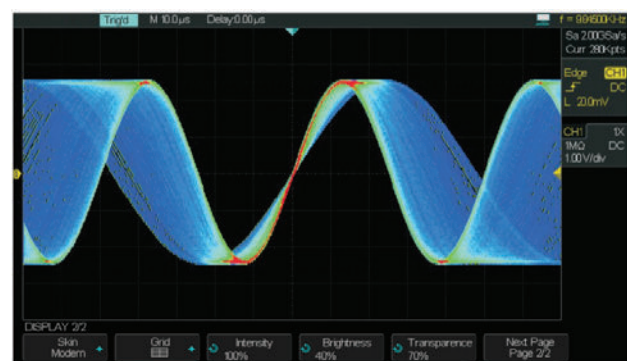 Trig'd M 10.0µs Delay:0.00µs
f = 9.94500KHz
Sa 2.00GSa/s
Curr 280Kpts
Edge CH1
DC
L 20.0mV
CH1 1X
1MΩ DC
1.00V/div
DISPLAY 2/2
Skin
Modern
Grid
Intensity
100%
Brightness
40%
Transparence
70%
Next Page
Page 2/2